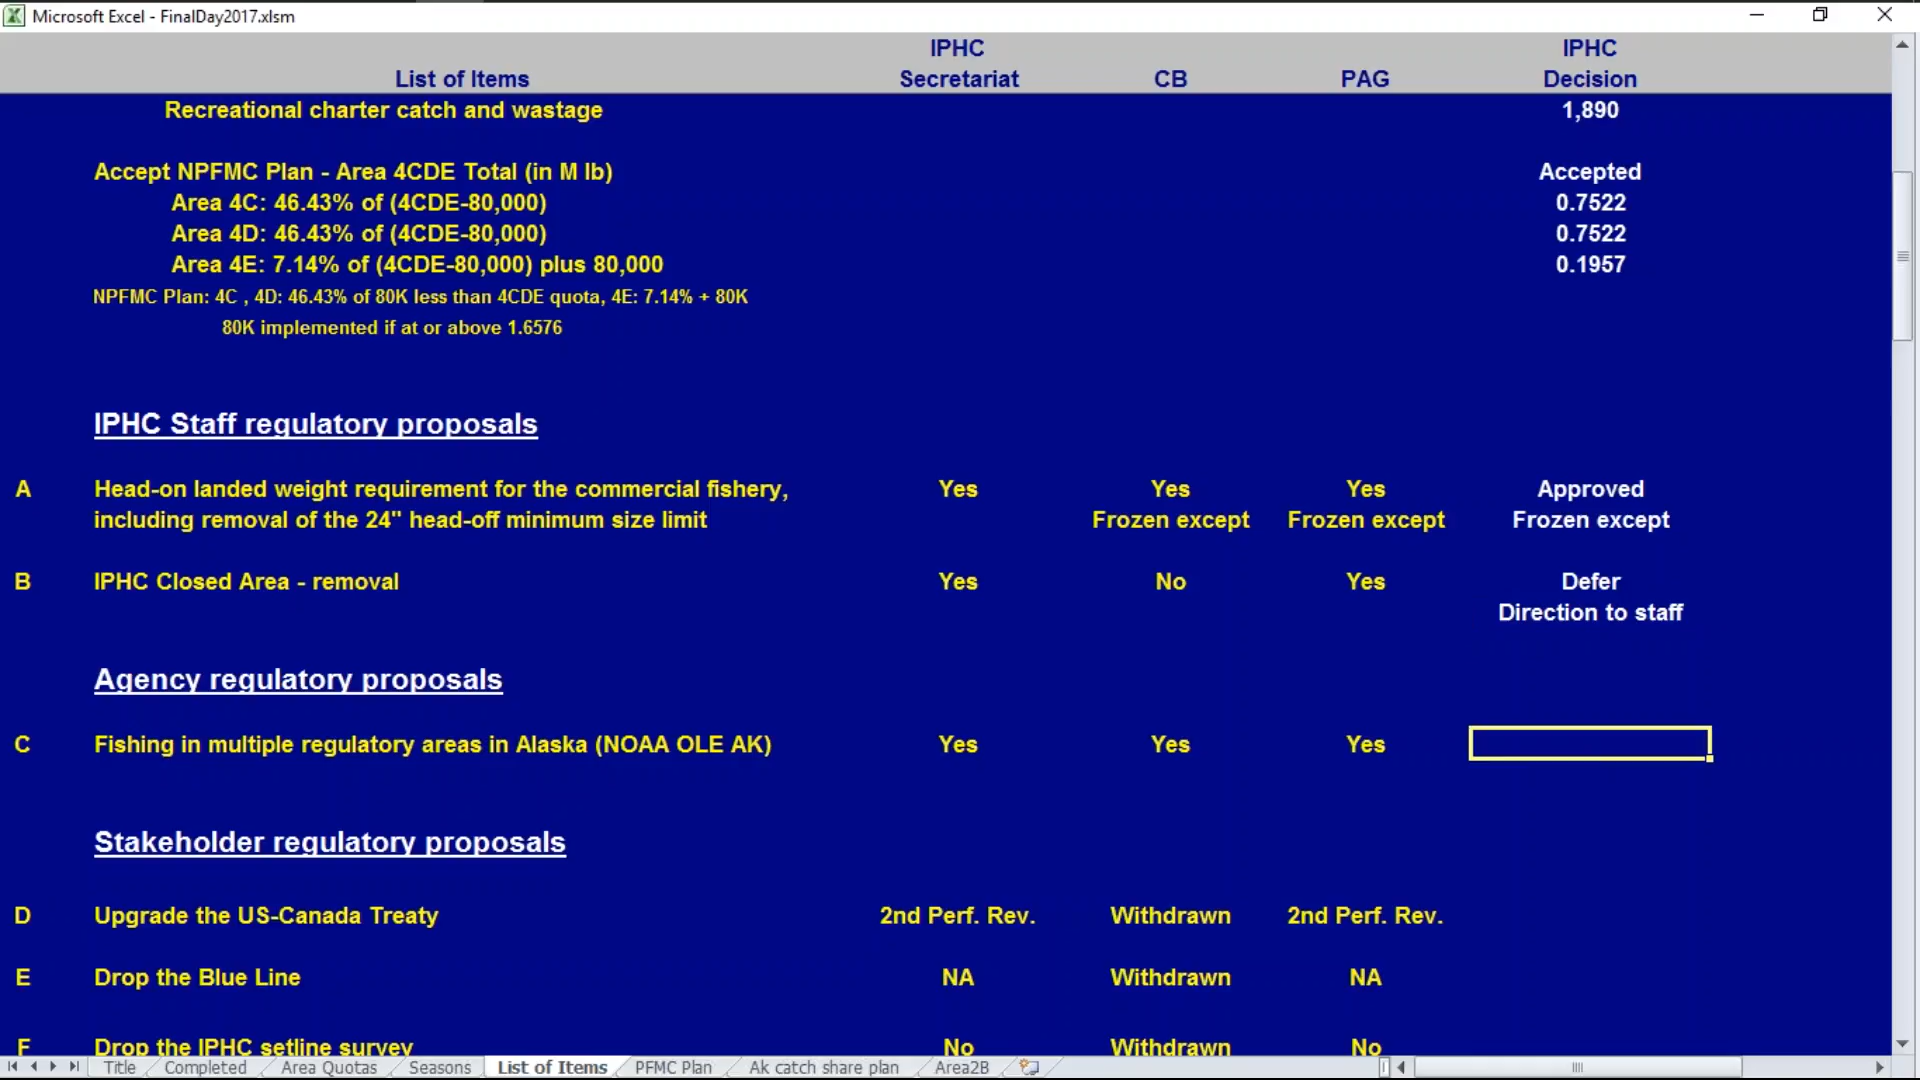 Microsoft Excel - FinalDay2017.xlsm
IPHC IPHC
List of Items Secretariat CB PAG Decision
Recreational charter catch and wastage 1,890
Accept NPFMC Plan - Area 4CDE Total (in M lb) Accepted
Area 4C: 46.43% of (4CDE-80,000) 0.7522
Area 4D: 46.43% of (4CDE-80,000) 0.7522
Area 4E: 7.14% of (4CDE-80,000) plus 80,000 0.1957
NPFMC Plan: 4C , 4D: 46.43% of 80K less than 4CDE quota, 4E: 7.14% + 80K
80K implemented if at or above 1.6576
IPHC Staff regulatory proposals
A Head-on landed weight requirement for the commercial fishery, Yes Yes Yes Approved
including removal of the 24" head-off minimum size limit Frozen except Frozen except Frozen except
B IPHC Closed Area - removal Yes No Yes Defer
Direction to staff
Agency regulatory proposals
C Fishing in multiple regulatory areas in Alaska (NOAA OLE AK) Yes Yes Yes
Stakeholder regulatory proposals
D Upgrade the US-Canada Treaty 2nd Perf. Rev. Withdrawn 2nd Perf. Rev.
E Drop the Blue Line NA Withdrawn NA
F Drop the IPHC setline survey No Withdrawn No
Title Completed Area Quotas Seasons List of Items PFMC Plan Ak catch share plan Area2B